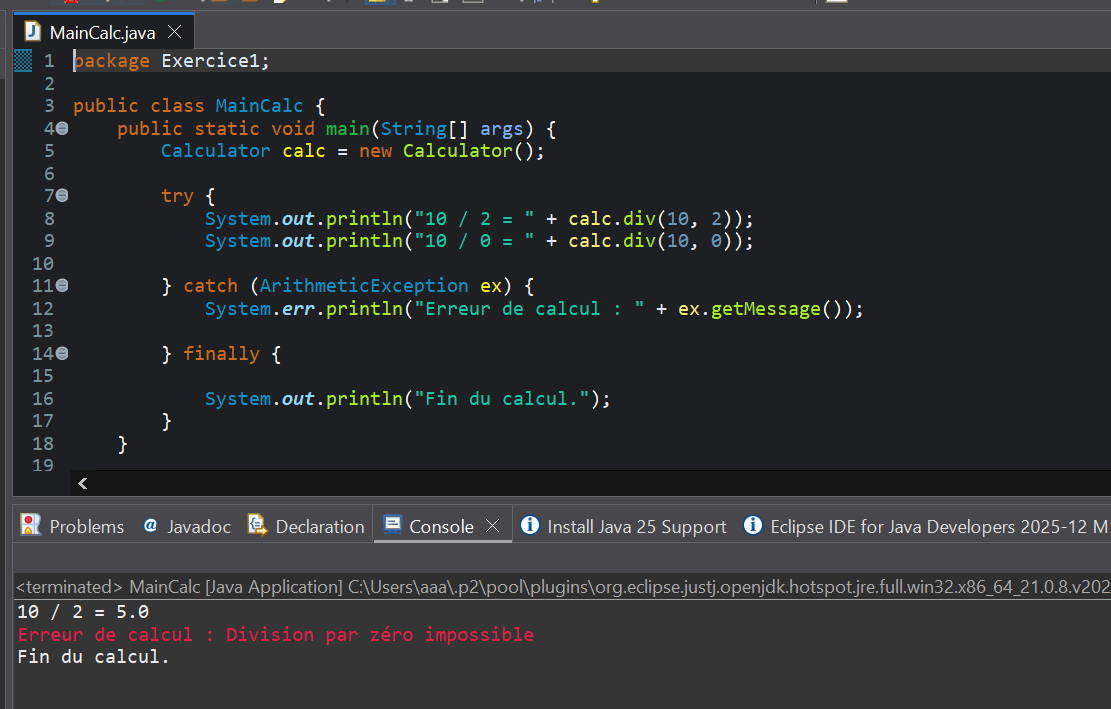 MainCalc.java
1 package Exercice1;
2
3 public class MainCalc {
4 public static void main(String[] args) {
5 Calculator calc = new Calculator();
6
7 try {
8 System.out.println("10 / 2 = " + calc.div(10, 2));
9 System.out.println("10 / 0 = " + calc.div(10, 0));
10
11 } catch (ArithmeticException ex) {
12 System.err.println("Erreur de calcul : " + ex.getMessage());
13
14 } finally {
15
16 System.out.println("Fin du calcul.");
17 }
18 }
19
Problems Javadoc Declaration Console Install Java 25 Support Eclipse IDE for Java Developers 2025-12 M
<terminated> MainCalc [Java Application] C:\Users\aaa\.p2\pool\plugins\org.eclipse.justj.openjdk.hotspot.jre.full.win32.x86_64_21.0.8.v202
10 / 2 = 5.0
Erreur de calcul : Division par zéro impossible
Fin du calcul.